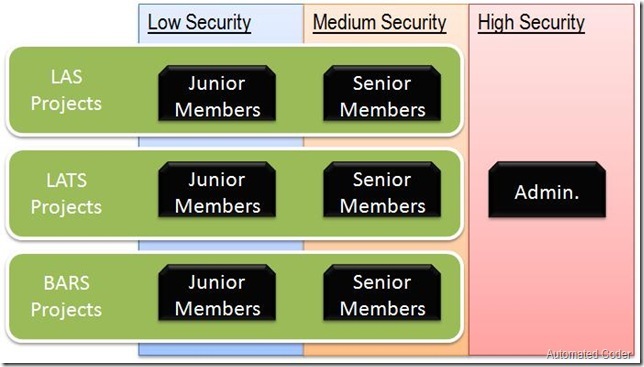 Low Security
Medium Security
High Security
LAS
Projects
Junior
Members
Senior
Members
LATS
Projects
Junior
Members
Senior
Members
Admin.
BARS
Projects
Junior
Members
Senior
Members
Automated Coder